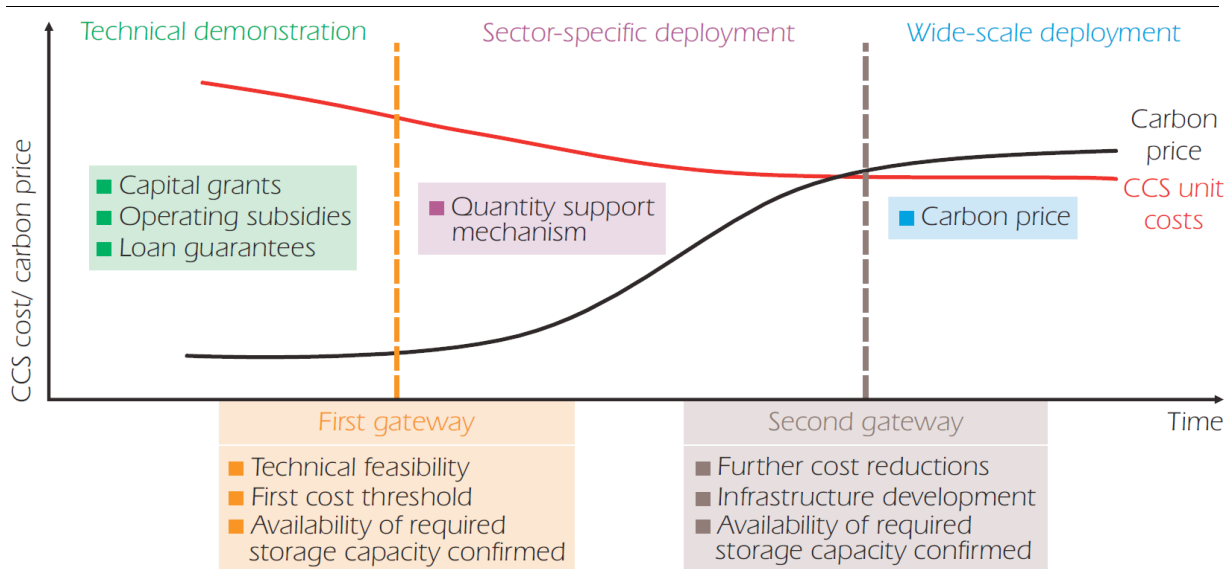 Technical demonstration
Sector-specific deployment
Wide-scale deployment
CCS cost/ carbon price
Capital grants
Operating subsidies
Loan guarantees
Quantity support
mechanism
Carbon price
Carbon
price
CCS unit
costs
Time
First gateway
Technical feasibility
First cost threshold
Availability of required
storage capacity confirmed
Second gateway
Further cost reductions
Infrastructure development
Availability of required
storage capacity confirmed